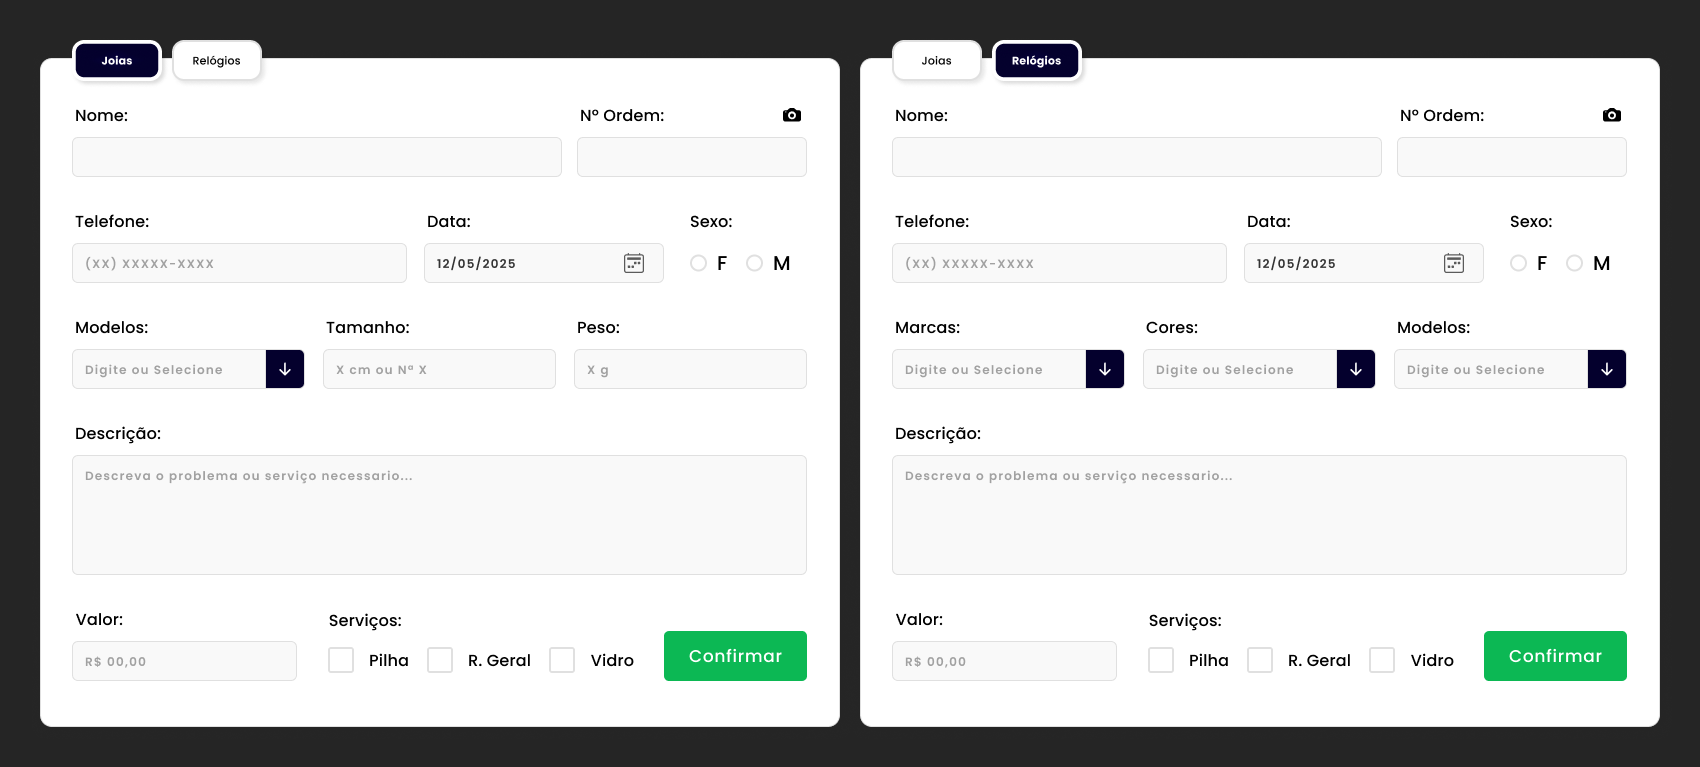 Joias Relógios
Nome: Nº Ordem:
Telefone: Data: Sexo:
(XX) XXXXX-XXXX 12/05/2025 F M
Modelos: Tamanho: Peso:
Digite ou Selecione X cm ou Nª X X g
Descrição:
Descreva o problema ou serviço necessario...
Valor: Serviços:
R$ 00,00 Pilha R. Geral Vidro Confirmar
Joias Relógios
Nome: Nº Ordem:
Telefone: Data: Sexo:
(XX) XXXXX-XXXX 12/05/2025 F M
Marcas: Cores: Modelos:
Digite ou Selecione Digite ou Selecione Digite ou Selecione
Descrição:
Descreva o problema ou serviço necessario...
Valor: Serviços:
R$ 00,00 Pilha R. Geral Vidro Confirmar